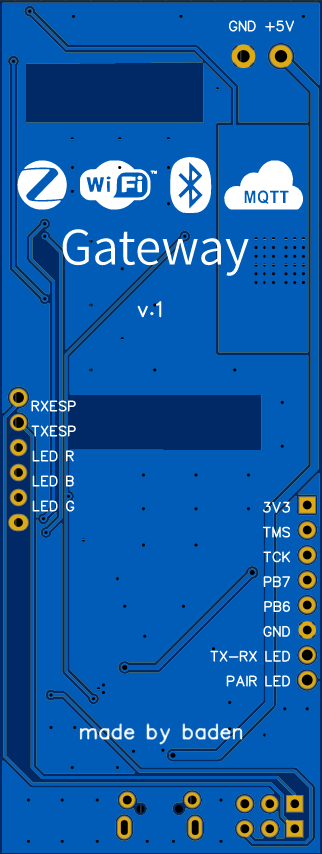 GND +5V
Z WiFi™ MQTT
Gateway
v.1
RXESP
TXESP
LED R
LED B
LED G
3V3
TMS
TCK
PB7
PB6
GND
TX-RX LED
PAIR LED
made by baden